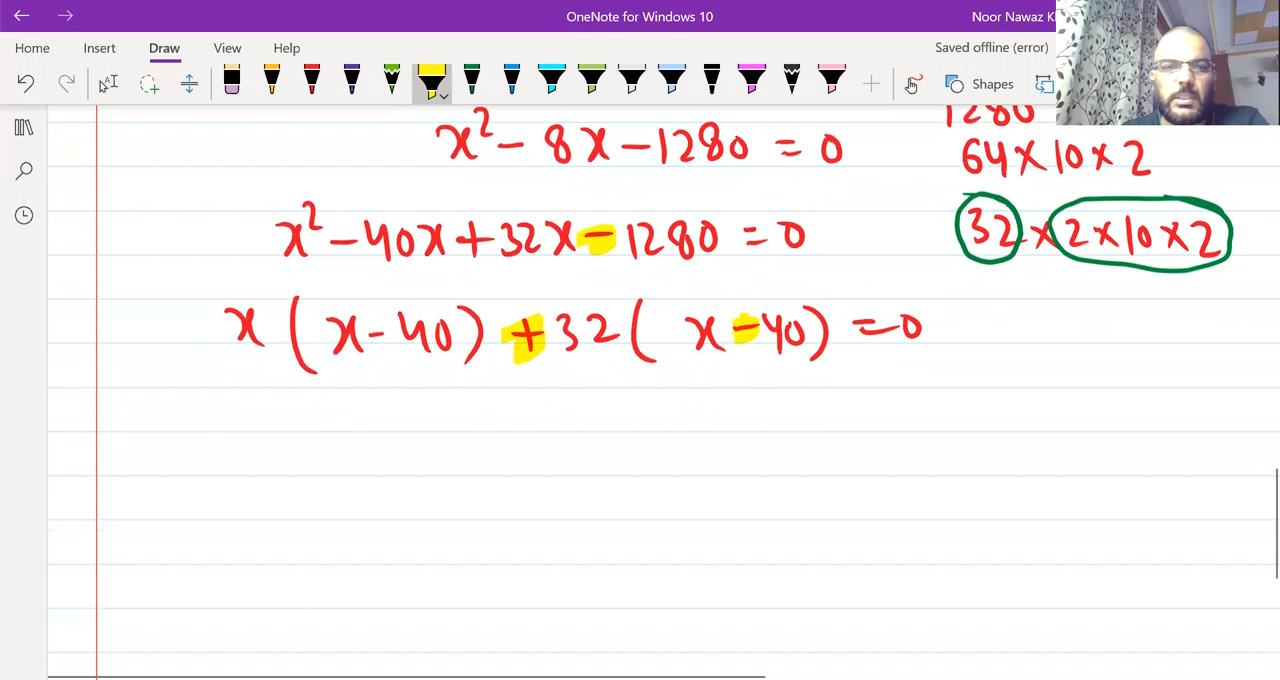 OneNote for Windows 10
Noor Nawaz K
Home Insert Draw View Help
Saved offline (error)
Shapes
1280
x² - 8x - 1280 = 0
64 × 10 × 2
x² - 40x + 32x - 1280 = 0
32 × 2 × 10 × 2
x ( x - 40) + 32 ( x - 40) = 0